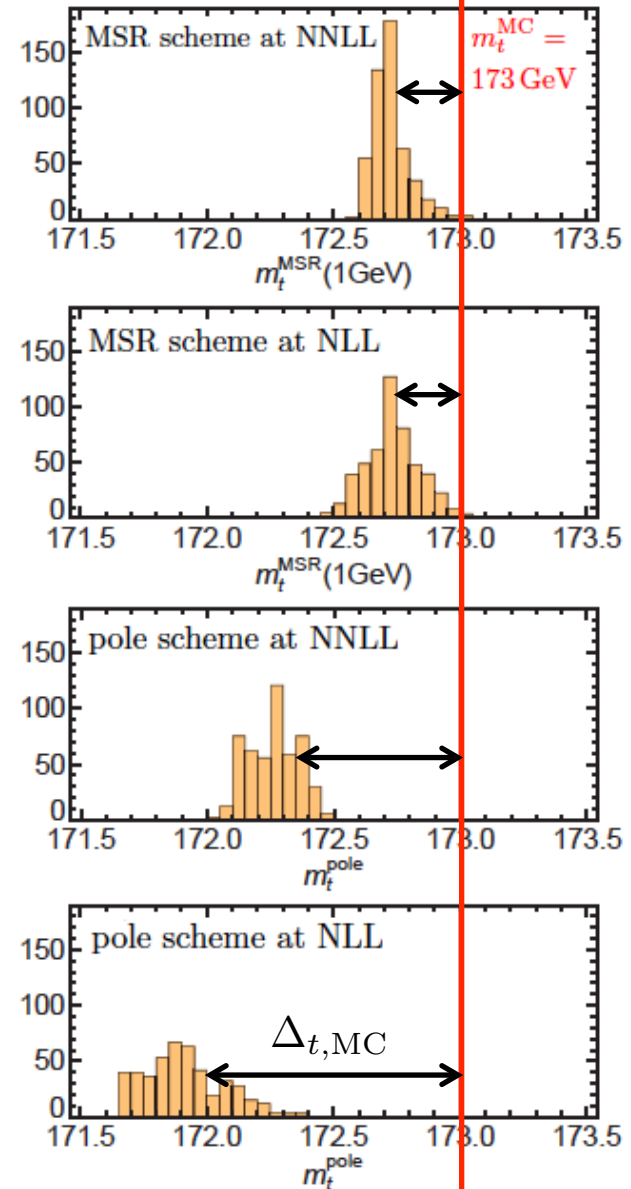 MSR scheme at NNLL
m_t^MC =
173 GeV
150
100
50
0
171.5 172.0 172.5 173.0 173.5
m_t^MSR(1GeV)
MSR scheme at NLL
150
100
50
0
171.5 172.0 172.5 173.0 173.5
m_t^MSR(1GeV)
pole scheme at NNLL
150
100
50
0
171.5 172.0 172.5 173.0 173.5
m_t^pole
pole scheme at NLL
150
100
50
0
Δ_t,MC
171.5 172.0 172.5 173.0 173.5
m_t^pole